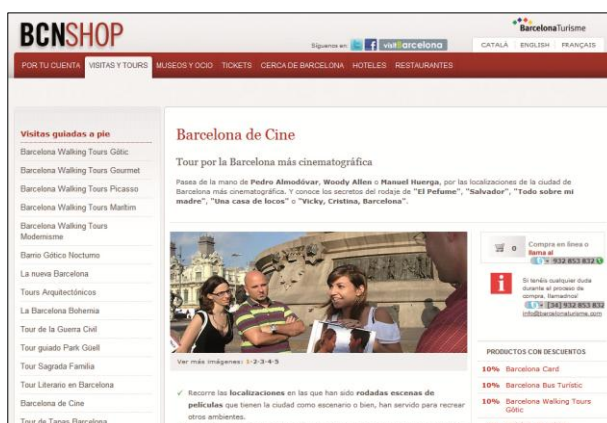 BCNSHOP
BarcelonaTurisme
Síguenos en
visitBarcelona
CATALÀ ENGLISH FRANÇAIS
POR TU CUENTA VISITAS Y TOURS MUSEOS Y OCIO TICKETS CERCA DE BARCELONA HOTELES RESTAURANTES
Visitas guiadas a pie
Barcelona Walking Tours Gòtic
Barcelona Walking Tours Gourmet
Barcelona Walking Tours Picasso
Barcelona Walking Tours Marítim
Barcelona Walking Tours
Modernisme
Barrio Gótico Nocturno
La nueva Barcelona
Tours Arquitectónicos
La Barcelona Bohemia
Tour de la Guerra Civil
Tour guiado Park Güell
Tour Sagrada Família
Tour Literario en Barcelona
Barcelona de Cine
Tour de Tapas Barcelona
Barcelona de Cine
Tour por la Barcelona más cinematográfica
Pasea de la mano de Pedro Almodóvar, Woody Allen o Manuel Huerga, por las localizaciones de la ciudad de
Barcelona más cinematográfica. Y conoce los secretos del rodaje de "El Pefume", "Salvador", "Todo sobre mi
madre", "Una casa de locos" o "Vicky, Cristina, Barcelona".
Ver más imágenes: 1-2-3-4-5
✓ Recorre las localizaciones en las que han sido rodadas escenas de
películas que tienen la ciudad como escenario o bien, han servido para recrear
otros ambientes.
0
Compra en línea o
llama al
932 853 832
i
Si tenéis cualquier duda
durante el proceso de
compra, llamadnos!
[34] 932 853 832
info@barcelonaturisme.com
PRODUCTOS CON DESCUENTOS
10% Barcelona Card
10% Barcelona Bus Turístic
10% Barcelona Walking Tours
Gòtic